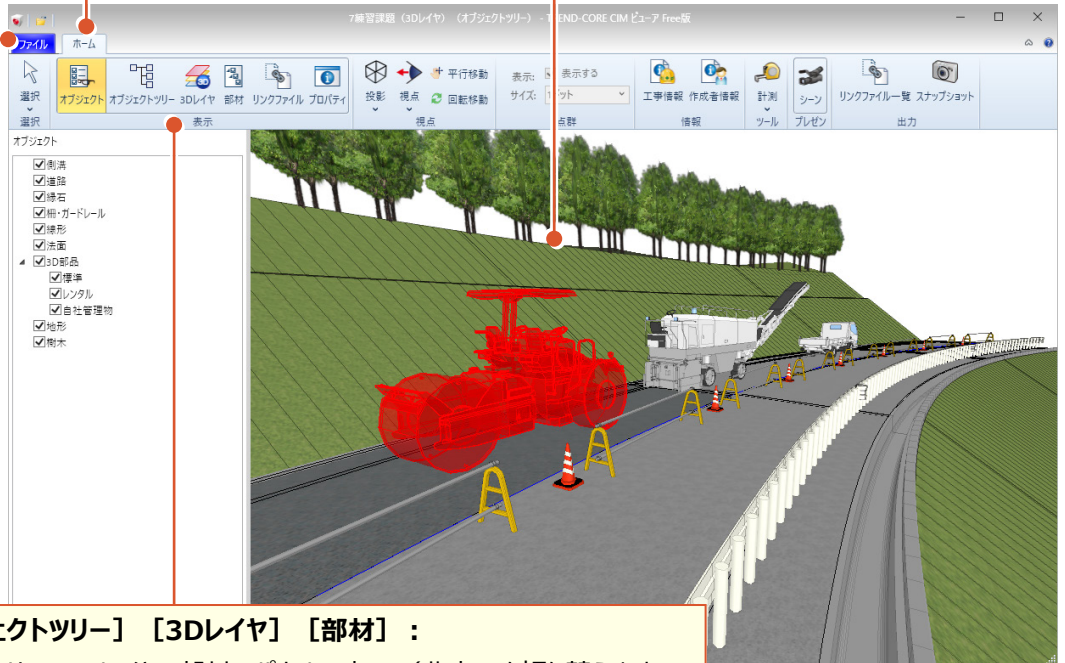 7練習課題（3Dレイヤ）（オブジェクトツリー） - T END-CORE CIM ビューア Free版
ファイル ホーム
選択 オブジェクト オブジェクトツリー 3Dレイヤ 部材 リンクファイル プロパティ 投影 視点 平行移動 回転移動 表示: 表示する サイズ: 工事情報 作成者情報 計測 シーン リンクファイル一覧 スナップショット
選択 表示 視点 点群 情報 ツール プレゼン 出力
オブジェクト
側溝
道路
縁石
柵・ガードレール
線形
法面
3D部品
標準
レンタル
自社管理物
地形
樹木
ェクトツリー］ ［3Dレイヤ］ ［部材］：